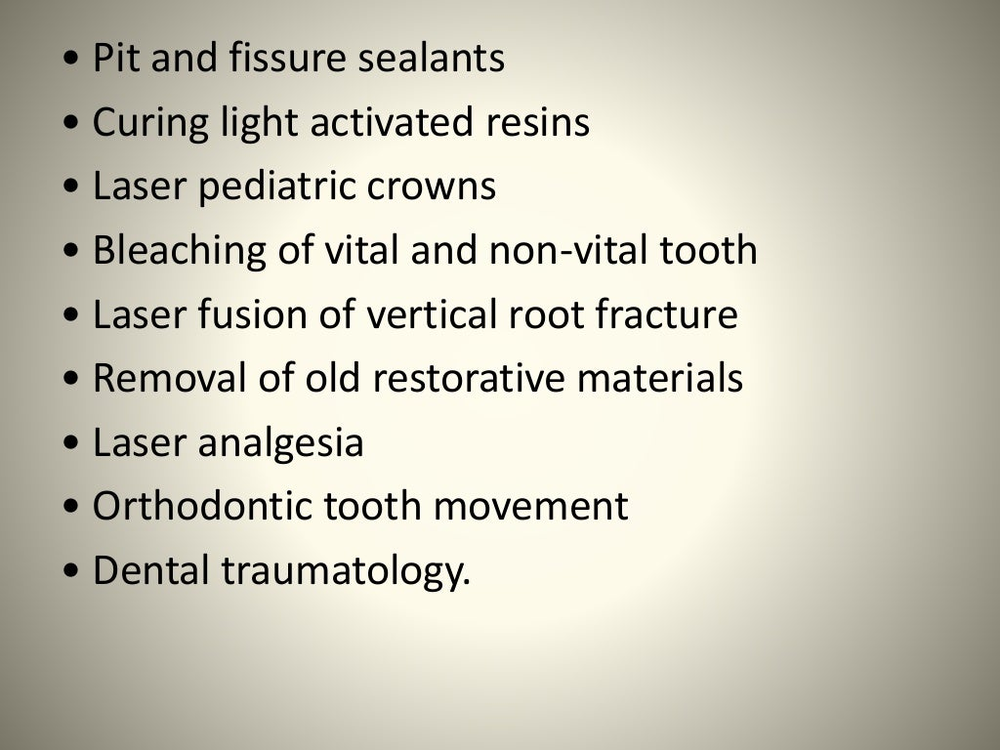 • Pit and fissure sealants
• Curing light activated resins
• Laser pediatric crowns
• Bleaching of vital and non-vital tooth
• Laser fusion of vertical root fracture
• Removal of old restorative materials
• Laser analgesia
• Orthodontic tooth movement
• Dental traumatology.